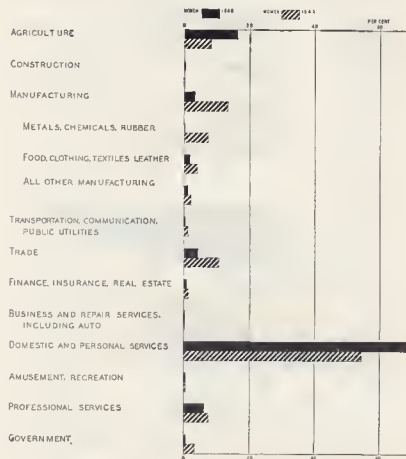 WOMEN 1940 WOMEN 1944
0 20 40 60
PER CENT
AGRICULTURE
CONSTRUCTION
MANUFACTURING
METALS, CHEMICALS, RUBBER
FOOD, CLOTHING, TEXTILES LEATHER
ALL OTHER MANUFACTURING
TRANSPORTATION, COMMUNICATION,
PUBLIC UTILITIES
TRADE
FINANCE, INSURANCE, REAL ESTATE
BUSINESS AND REPAIR SERVICES,
INCLUDING AUTO
DOMESTIC AND PERSONAL SERVICES
AMUSEMENT, RECREATION
PROFESSIONAL SERVICES
GOVERNMENT
0 20 40 60